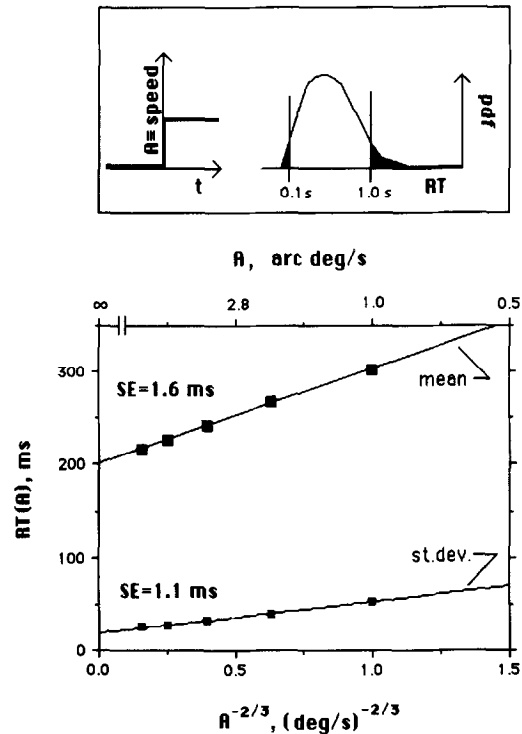 A≡speed
t
0.1s
1.0 s
RT
pdf
A, arc deg/s
∞
2.8
1.0
0.5
SE=1.6 ms
mean
300
200
100
0
RT(A), ms
st.dev.
SE=1.1 ms
0.0
0.5
1.0
1.5
A^-2/3, (deg/s)^-2/3